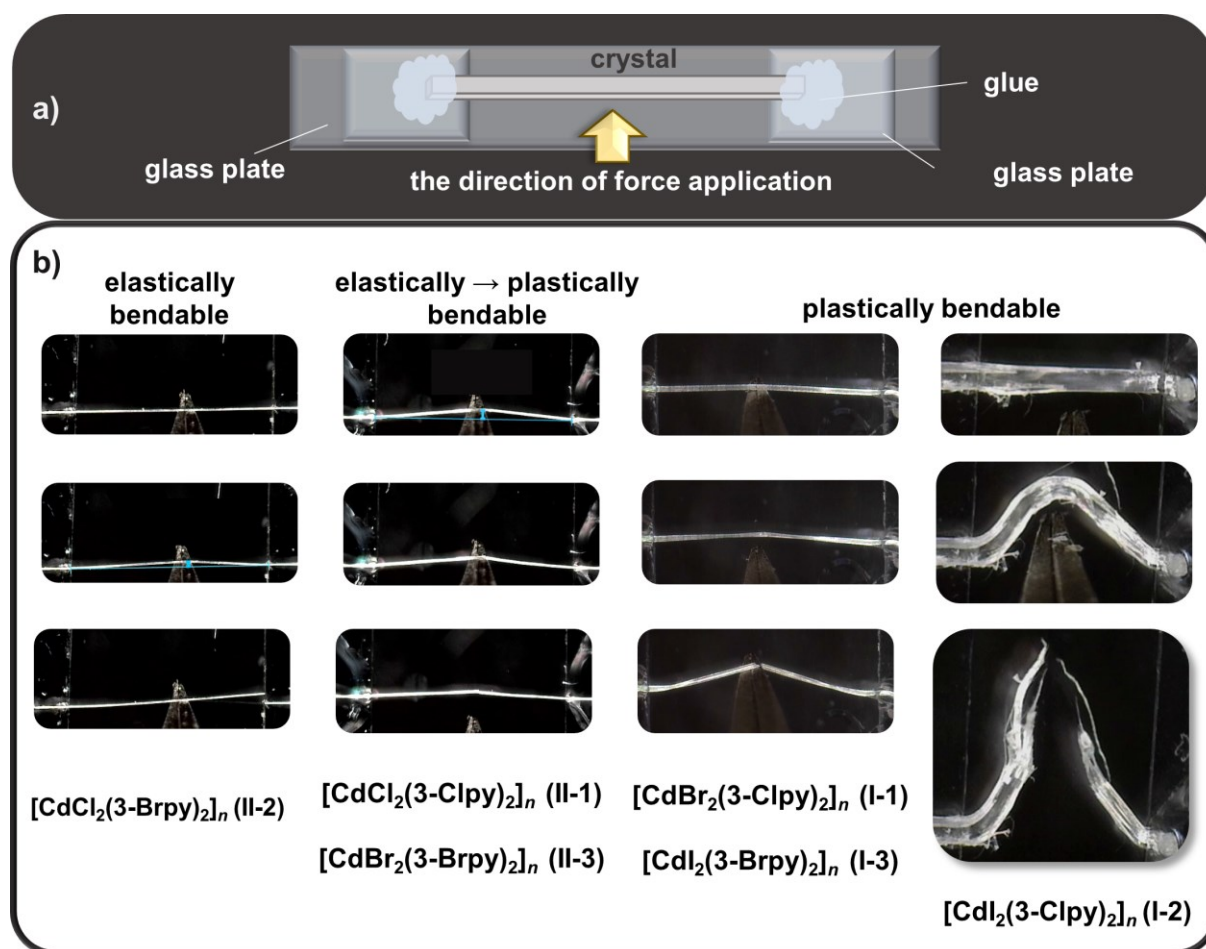 a)
crystal
glue
glass plate
the direction of force application
glass plate
b)
elastically
bendable
elastically → plastically
bendable
plastically bendable
[CdCl₂(3-Brpy)₂]ₙ (II-2)
[CdCl₂(3-Clpy)₂]ₙ (II-1)
[CdBr₂(3-Brpy)₂]ₙ (II-3)
[CdBr₂(3-Clpy)₂]ₙ (I-1)
[CdI₂(3-Brpy)₂]ₙ (I-3)
[CdI₂(3-Clpy)₂]ₙ (I-2)